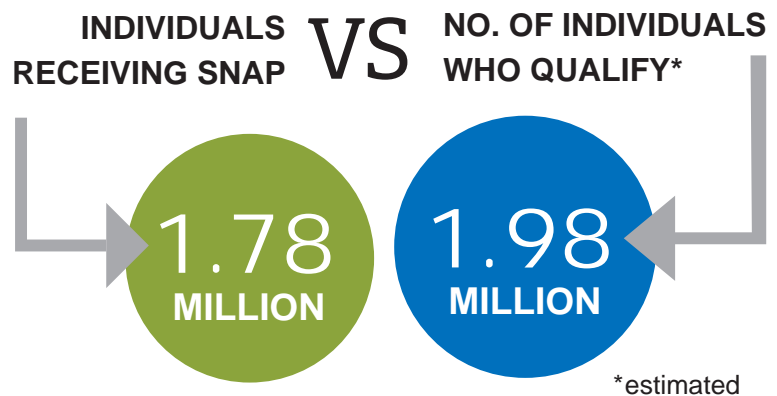 INDIVIDUALS
RECEIVING SNAP
VS
NO. OF INDIVIDUALS
WHO QUALIFY*
1.78
MILLION
1.98
MILLION
*estimated